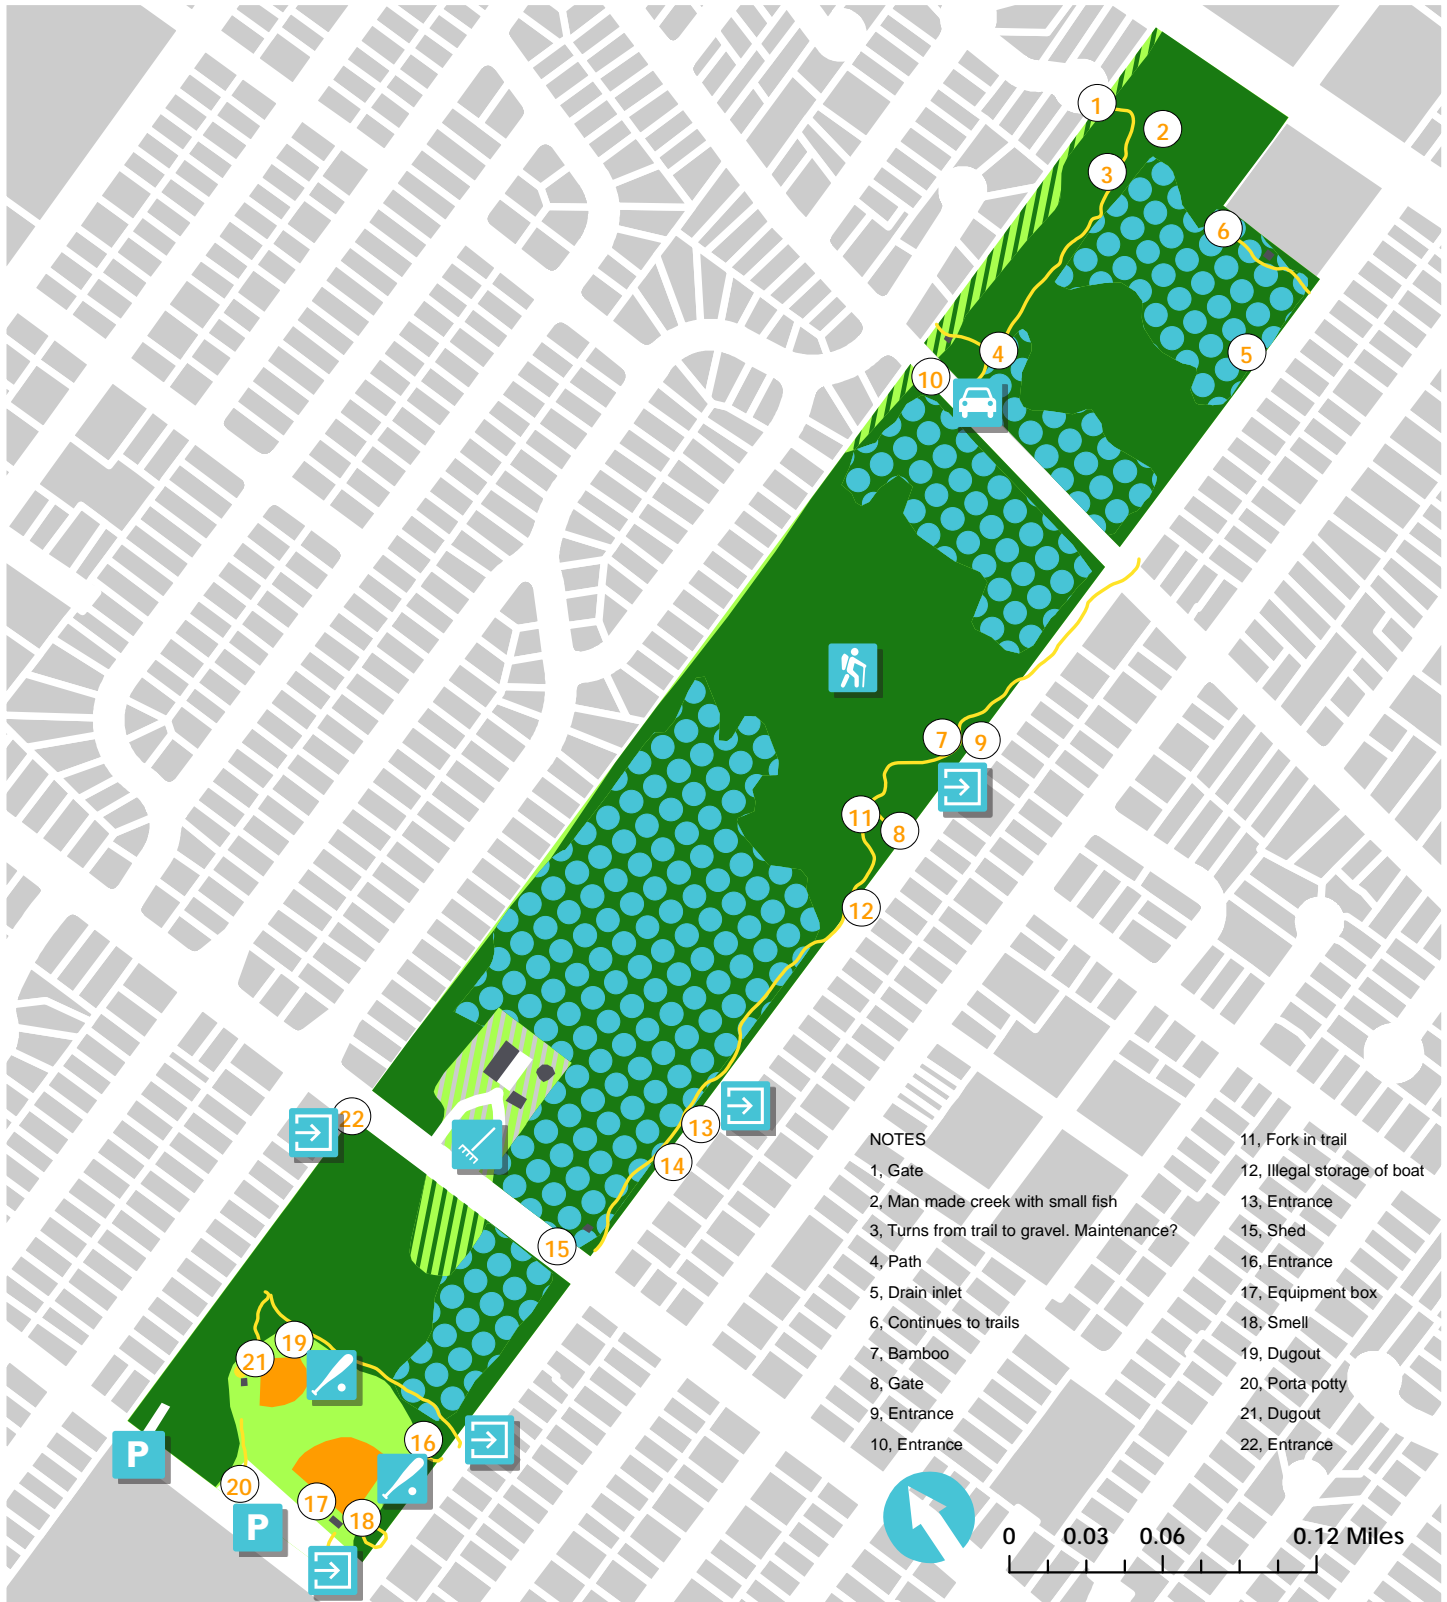 1
2
3
6
4
5
10
7
9
11
8
12
22
13
14
15
19
21
16
P
20
17
18
P
NOTES
1, Gate
2, Man made creek with small fish
3, Turns from trail to gravel. Maintenance?
4, Path
5, Drain inlet
6, Continues to trails
7, Bamboo
8, Gate
9, Entrance
10, Entrance
11, Fork in trail
12, Illegal storage of boat
13, Entrance
15, Shed
16, Entrance
17, Equipment box
18, Smell
19, Dugout
20, Porta potty
21, Dugout
22, Entrance
0 0.03 0.06 0.12 Miles